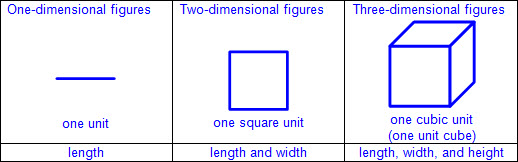 One-dimensional figures
Two-dimensional figures
Three-dimensional figures
one unit
one square unit
one cubic unit
(one unit cube)
length
length and width
length, width, and height